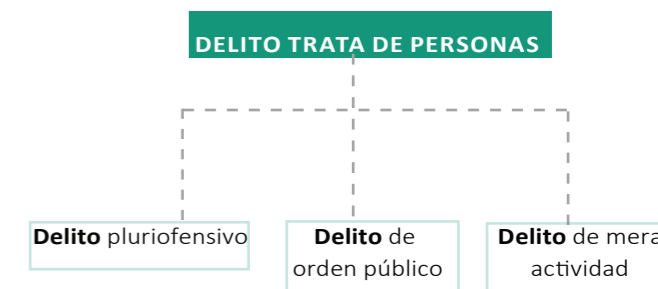 DELITO TRATA DE PERSONAS
Delito pluriofensivo
Delito de
orden público
Delito de mera
actividad